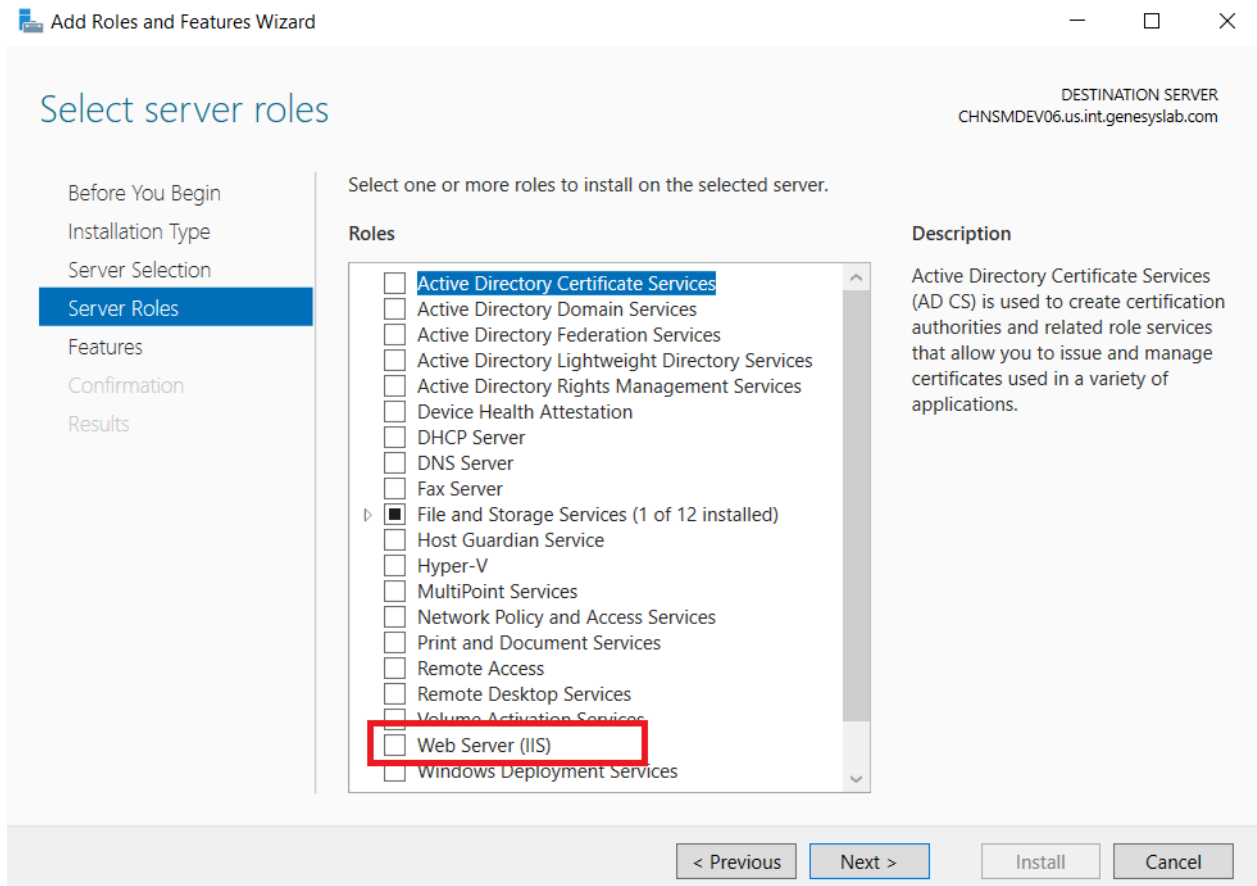 Add Roles and Features Wizard
Select server roles
DESTINATION SERVER
CHNSMDEV06.us.int.genesyslab.com
Before You Begin
Installation Type
Server Selection
Server Roles
Features
Confirmation
Results
Select one or more roles to install on the selected server.
Roles
Active Directory Certificate Services
Active Directory Domain Services
Active Directory Federation Services
Active Directory Lightweight Directory Services
Active Directory Rights Management Services
Device Health Attestation
DHCP Server
DNS Server
Fax Server
File and Storage Services (1 of 12 installed)
Host Guardian Service
Hyper-V
MultiPoint Services
Network Policy and Access Services
Print and Document Services
Remote Access
Remote Desktop Services
Volume Activation Services
Web Server (IIS)
Windows Deployment Services
Description
Active Directory Certificate Services
(AD CS) is used to create certification
authorities and related role services
that allow you to issue and manage
certificates used in a variety of
applications.
< Previous
Next >
Install
Cancel